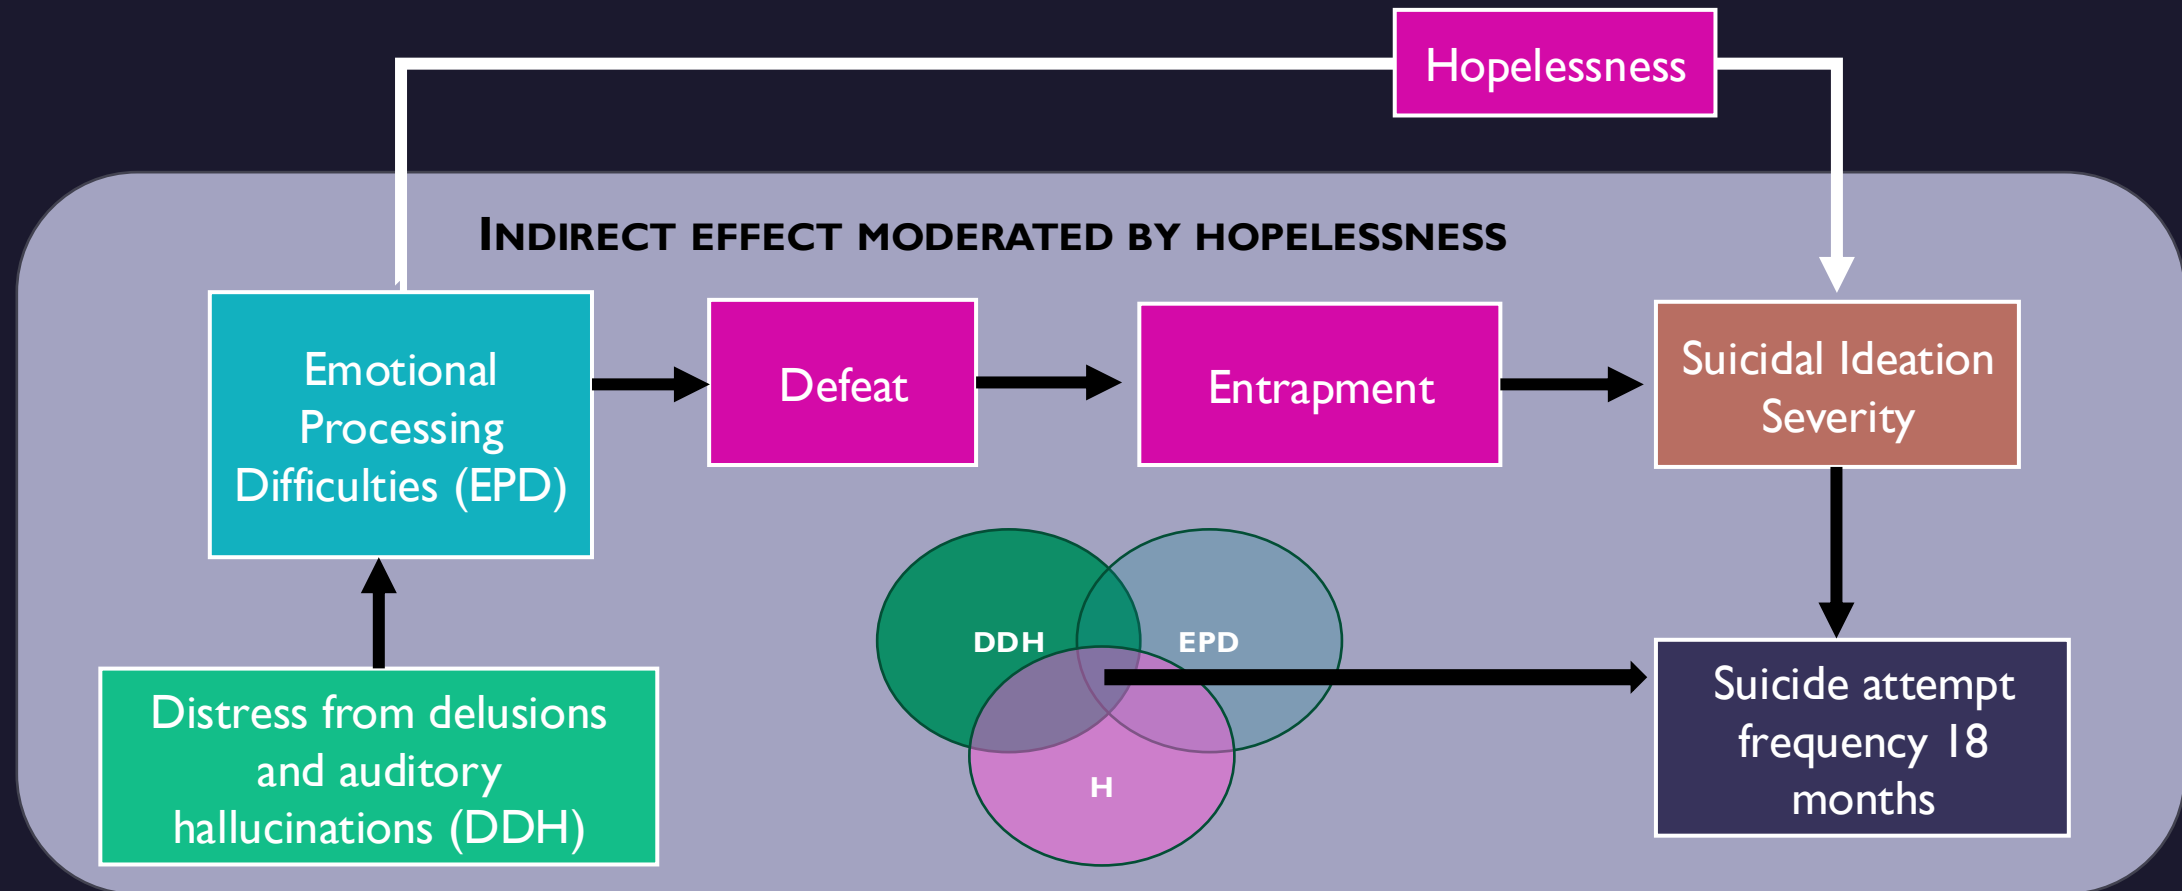 Hopelessness
INDIRECT EFFECT MODERATED BY HOPELESSNESS
Emotional
Processing
Difficulties (EPD)
Defeat
Entrapment
Suicidal Ideation
Severity
Distress from delusions
and auditory
hallucinations (DDH)
DDH
EPD
H
Suicide attempt
frequency 18
months